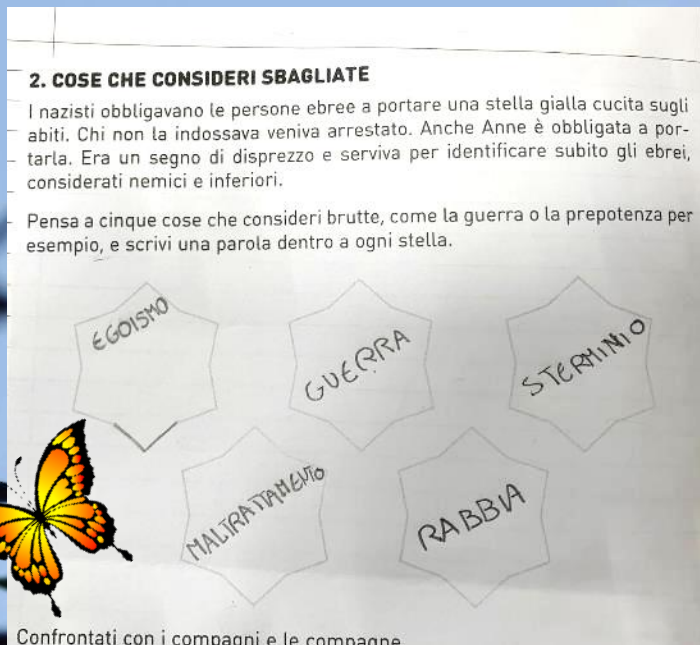 2. COSE CHE CONSIDERI SBAGLIATE
I nazisti obbligavano le persone ebree a portare una stella gialla cucita sugli
abiti. Chi non la indossava veniva arrestato. Anche Anne è obbligata a por-
tarla. Era un segno di disprezzo e serviva per identificare subito gli ebrei,
considerati nemici e inferiori.
Pensa a cinque cose che consideri brutte, come la guerra o la prepotenza per
esempio, e scrivi una parola dentro a ogni stella.
EGOISMO
GUERRA
STERMINIO
MALTRATTAMENTO
RABBIA
Confrontati con i compagni e le compagne.